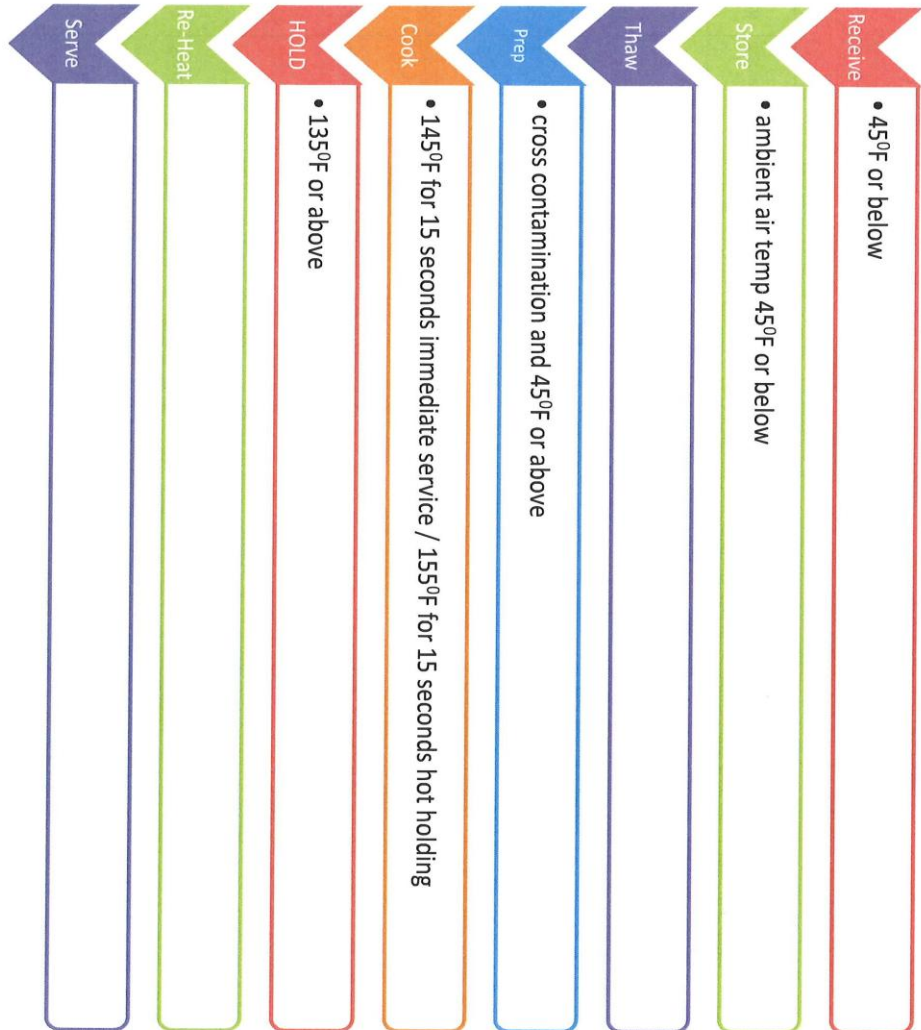 Receive
• 45⁰F or below
Store
• ambient air temp 45⁰F or below
Thaw
Prep
• cross contamination and 45⁰F or above
Cook
• 145⁰F for 15 seconds immediate service / 155⁰F for 15 seconds hot holding
HOLD
• 135⁰F or above
Re-Heat
Serve